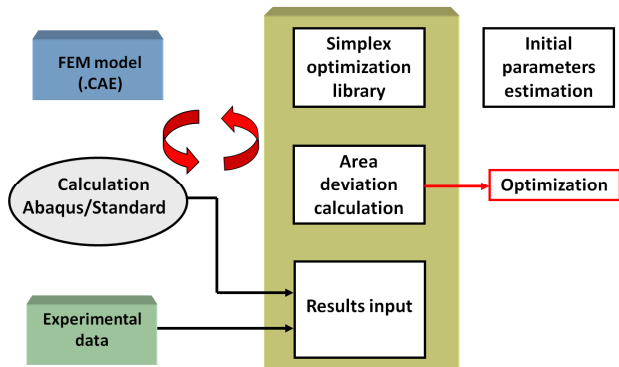 FEM model
(.CAE)
Simplex
optimization
library
Initial
parameters
estimation
Calculation
Abaqus/Standard
Area
deviation
calculation
Optimization
Results input
Experimental
data